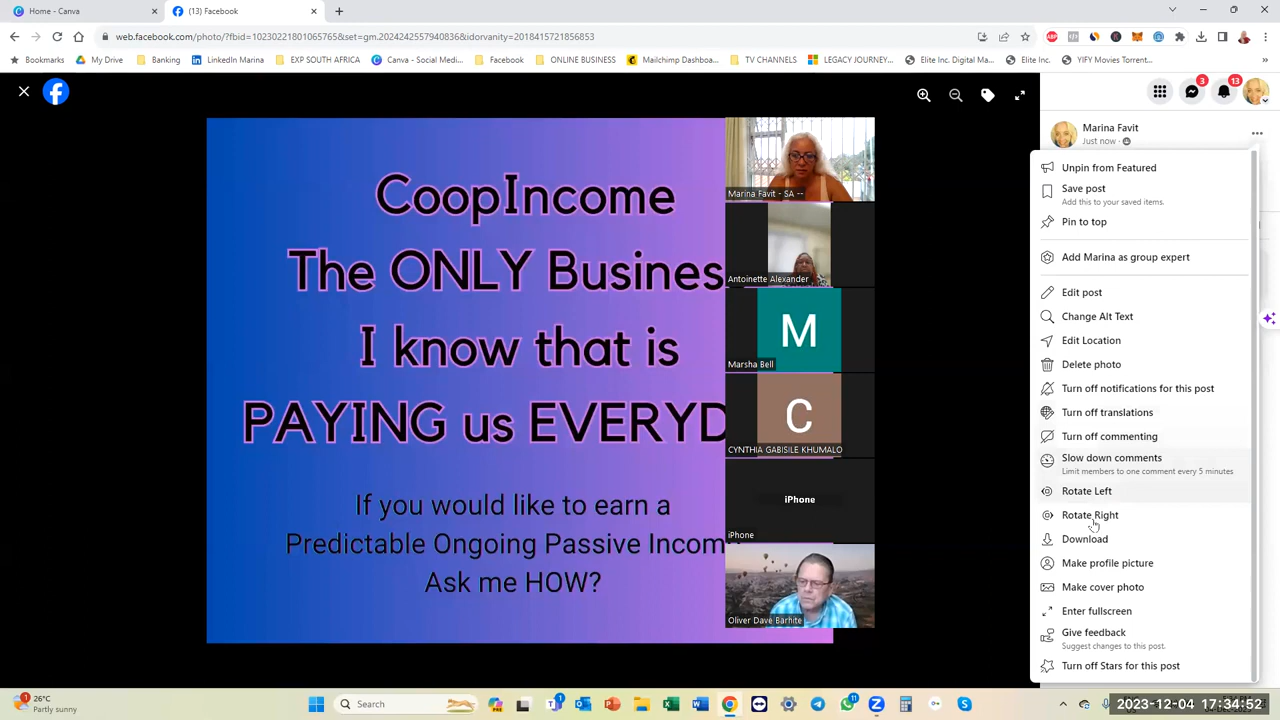 Home - Canva
(13) Facebook
web.facebook.com/photo/?fbid=10230221801065765&set=gm.2024242557940836&idorvanity=2018415721856853
Bookmarks
My Drive
Banking
LinkedIn Marina
EXP SOUTH AFRICA
Canva - Social Medi...
Facebook
ONLINE BUSINESS
Mailchimp Dashboa...
TV CHANNELS
LEGACY JOURNEY...
Elite Inc. Digital Ma...
Elite Inc.
YIFY Movies Torrent...
3
13
CoopIncome
The ONLY Busines
I know that is
PAYING us EVERYD
If you would like to earn a
Predictable Ongoing Passive Incom
Ask me HOW?
Marina Favit - SA --
Antoinette Alexander
M
Marsha Bell
C
CYNTHIA GABISILE KHUMALO
iPhone
iPhone
Oliver Dave Barhite
Marina Favit
Just now
Unpin from Featured
Save post
Add this to your saved items.
Pin to top
Add Marina as group expert
Edit post
Change Alt Text
Edit Location
Delete photo
Turn off notifications for this post
Turn off translations
Turn off commenting
Slow down comments
Limit members to one comment every 5 minutes
Rotate Left
Rotate Right
Download
Make profile picture
Make cover photo
Enter fullscreen
Give feedback
Suggest changes to this post.
Turn off Stars for this post
1
26°C
Partly sunny
Search
2023-12-04 17:34:52